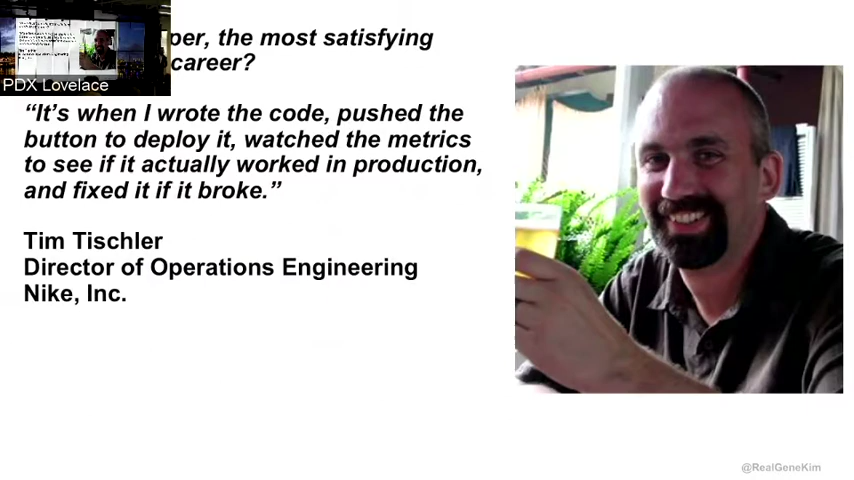 per, the most satisfying
career?
PDX Lovelace
“It’s when I wrote the code, pushed the
button to deploy it, watched the metrics
to see if it actually worked in production,
and fixed it if it broke.”
Tim Tischler
Director of Operations Engineering
Nike, Inc.
@RealGeneKim